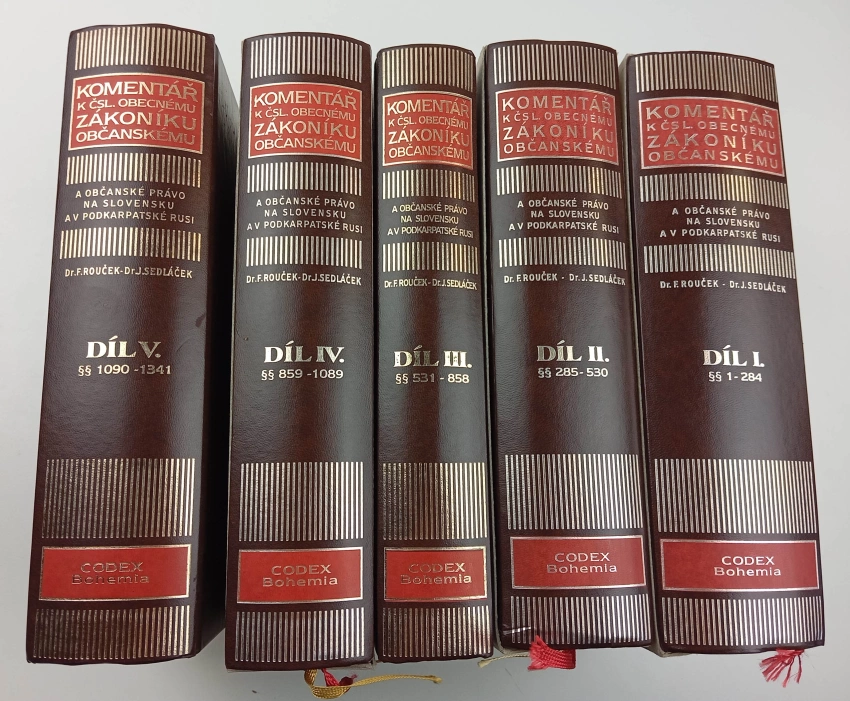 KOMENTÁŘ
K ČSL. OBECNÉMU
ZÁKONÍKU
OBČANSKÉMU
A OBČANSKÉ PRÁVO
NA SLOVENSKU
A V PODKARPATSKÉ RUSI
Dr.F.ROUČEK-Dr.J.SEDLÁČEK
DÍL V.
§§ 1090 -1341
CODEX
Bohemia
KOMENTÁŘ
K ČSL. OBECNÉMU
ZÁKONÍKU
OBČANSKÉMU
A OBČANSKÉ PRÁVO
NA SLOVENSKU
A V PODKARPATSKÉ RUSI
Dr.F.ROUČEK-Dr.J.SEDLÁČEK
DÍL IV.
§§ 859 -1089
CODEX
Bohemia
KOMENTÁŘ
K ČSL. OBECNÉMU
ZÁKONÍKU
OBČANSKÉMU
A OBČANSKÉ PRÁVO
NA SLOVENSKU
A V PODKARPATSKÉ RUSI
Dr.F.ROUČEK-Dr.J.SEDLÁČEK
DÍL III.
§§ 531 - 858
CODEX
Bohemia
KOMENTÁŘ
K ČSL. OBECNÉMU
ZÁKONÍKU
OBČANSKÉMU
A OBČANSKÉ PRÁVO
NA SLOVENSKU
A V PODKARPATSKÉ RUSI
Dr.F.ROUČEK - Dr.J.SEDLÁČEK
DÍL II.
§§ 285- 530
CODEX
Bohemia
KOMENTÁŘ
K ČSL. OBECNÉMU
ZÁKONÍKU
OBČANSKÉMU
A OBČANSKÉ PRÁVO
NA SLOVENSKU
A V PODKARPATSKÉ RUSI
Dr.F.ROUČEK - Dr.J.SEDLÁČEK
DÍL I.
§§ 1- 284
CODEX
Bohemia